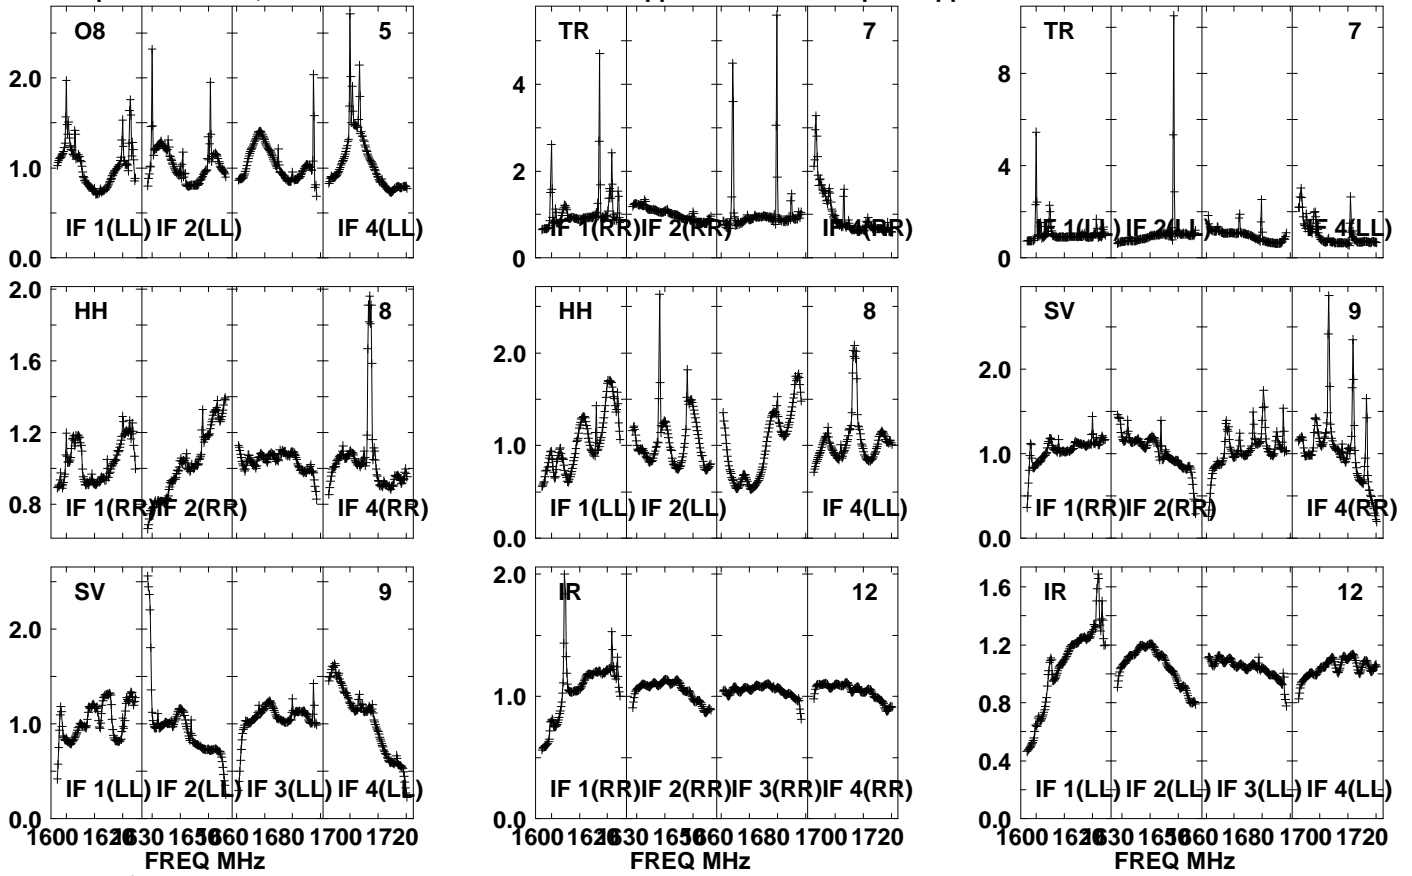 O8 5 TR 7 TR 7
2.0 4 8
1.0 2 4
0.0 0 0
IF 1(LL) IF 2(LL) IF 4(LL) IF 1(RR) IF 2(RR) IF 4(RR) IF 1(LL) IF 2(LL) IF 4(LL)
HH 8 HH 8 SV 9
2.0 1.6 1.2 0.8
2.0 1.0 0.0
2.0 1.0 0.0
IF 1(RR) IF 2(RR) IF 4(RR) IF 1(LL) IF 2(LL) IF 4(LL) IF 1(RR) IF 2(RR) IF 4(RR)
SV 9 IR 12 IR 12
2.0 1.0 0.0
2.0 1.0 0.0
1.6 1.2 0.8 0.4 0.0
IF 1(LL) IF 2(LL) IF 3(LL) IF 4(LL) IF 1(RR) IF 2(RR) IF 3(RR) IF 4(RR) IF 1(LL) IF 2(LL) IF 3(LL) IF 4(LL)
1600 1620 1630 1650 1660 1680 1700 1720 1600 1620 1630 1650 1660 1680 1700 1720 1600 1620 1630 1650 1660 1680 1700 1720
FREQ MHz FREQ MHz